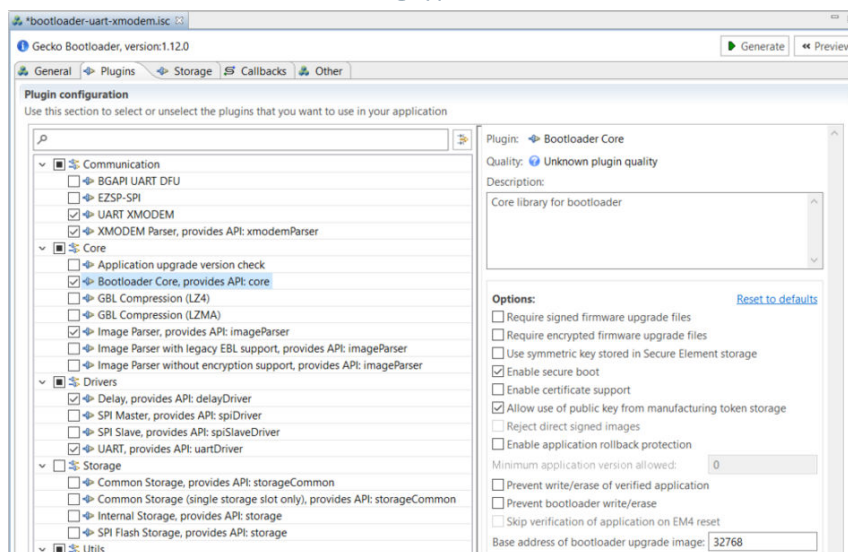 *bootloader-uart-xmodem.isc
Gecko Bootloader, version:1.12.0
Generate
Preview
General
Plugins
Storage
Callbacks
Other
Plugin configuration
Use this section to select or unselect the plugins that you want to use in your application
Communication
BGAPI UART DFU
EZSP-SPI
UART XMODEM
XMODEM Parser, provides API: xmodemParser
Core
Application upgrade version check
Bootloader Core, provides API: core
GBL Compression (LZ4)
GBL Compression (LZMA)
Image Parser, provides API: imageParser
Image Parser with legacy EBL support, provides API: imageParser
Image Parser without encryption support, provides API: imageParser
Drivers
Delay, provides API: delayDriver
SPI Master, provides API: spiDriver
SPI Slave, provides API: spiSlaveDriver
UART, provides API: uartDriver
Storage
Common Storage, provides API: storageCommon
Common Storage (single storage slot only), provides API: storageCommon
Internal Storage, provides API: storage
SPI Flash Storage, provides API: storage
Utils
Plugin: Bootloader Core
Quality: Unknown plugin quality
Description:
Core library for bootloader
Options: Reset to defaults
Require signed firmware upgrade files
Require encrypted firmware upgrade files
Use symmetric key stored in Secure Element storage
Enable secure boot
Enable certificate support
Allow use of public key from manufacturing token storage
Reject direct signed images
Enable application rollback protection
Minimum application version allowed: 0
Prevent write/erase of verified application
Prevent bootloader write/erase
Skip verification of application on EM4 reset
Base address of bootloader upgrade image: 32768